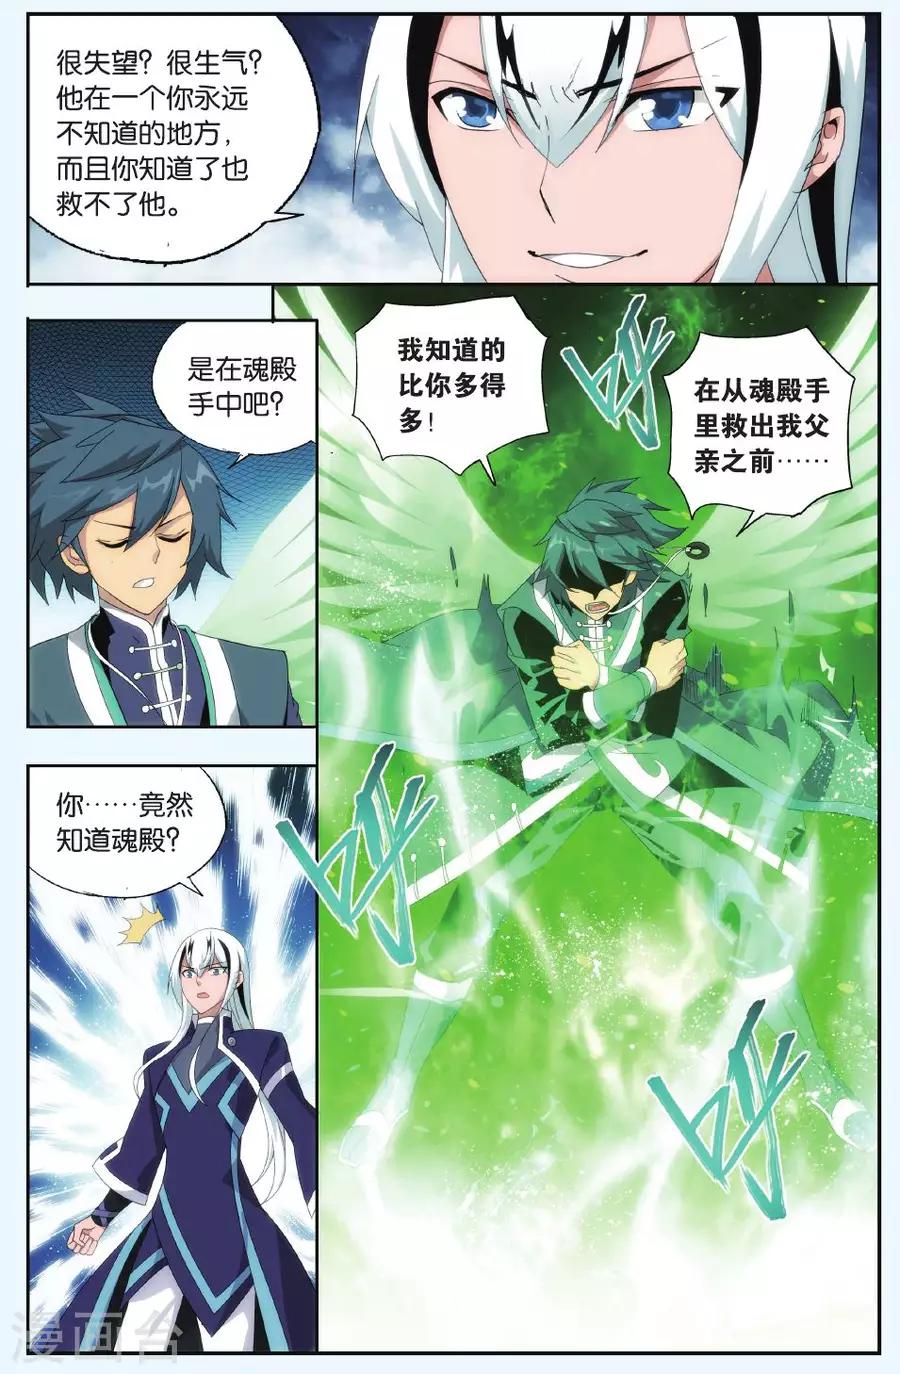 很失望？很生气？
他在一个你永远
不知道的地方，
而且你知道了也
救不了他。
是在魂殿
手中吧？
你……竟然
知道魂殿？
我知道的
比你多得
多！
在从魂殿手
里救出我父
亲之前……
呼
呼
呼
漫画台